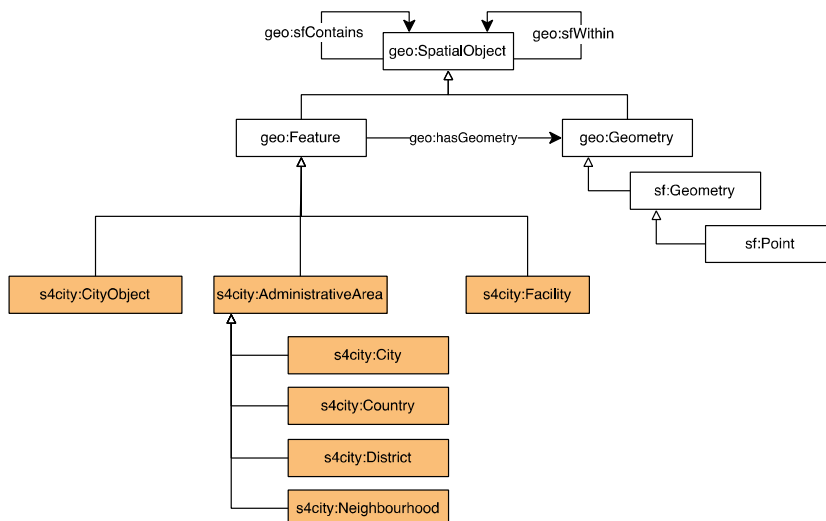 geo:sfContains
geo:sfWithin
geo:SpatialObject
geo:Feature
geo:hasGeometry
geo:Geometry
sf:Geometry
sf:Point
s4city:CityObject
s4city:AdministrativeArea
s4city:Facility
s4city:City
s4city:Country
s4city:District
s4city:Neighbourhood